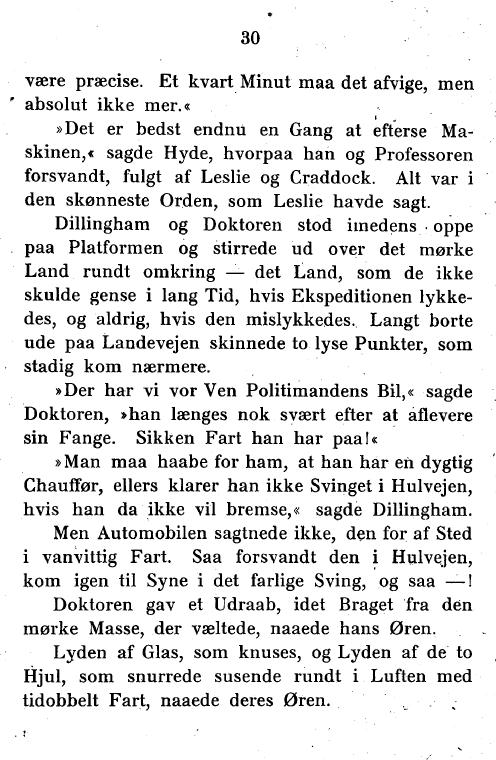 30
være præcise. Et kvart Minut maa det afvige, men
absolut ikke mer.«
»Det er bedst endnu en Gang at efterse Ma-
skinen,« sagde Hyde, hvorpaa han og Professoren
forsvandt, fulgt af Leslie og Craddock. Alt var i
den skønneste Orden, som Leslie havde sagt.
Dillingham og Doktoren stod imedens oppe
paa Platformen og stirrede ud over det mørke
Land rundt omkring — det Land, som de ikke
skulde gense i lang Tid, hvis Ekspeditionen lykke-
des, og aldrig, hvis den mislykkedes. Langt borte
ude paa Landevejen skinnede to lyse Punkter, som
stadig kom nærmere.
»Der har vi vor Ven Politimandens Bil,« sagde
Doktoren, »han længes nok svært efter at aflevere
sin Fange. Sikken Fart han har paa!«
»Man maa haabe for ham, at han har en dygtig
Chauffør, ellers klarer han ikke Svinget i Hulvejen,
hvis han da ikke vil bremse,« sagde Dillingham.
Men Automobilen sagtnede ikke, den for af Sted
i vanvittig Fart. Saa forsvandt den i Hulvejen,
kom igen til Syne i det farlige Sving, og saa —!
Doktoren gav et Udraab, idet Braget fra den
mørke Masse, der væltede, naaede hans Øren.
Lyden af Glas, som knuses, og Lyden af de to
Hjul, som snurrede susende rundt i Luften med
tidobbelt Fart, naaede deres Øren.